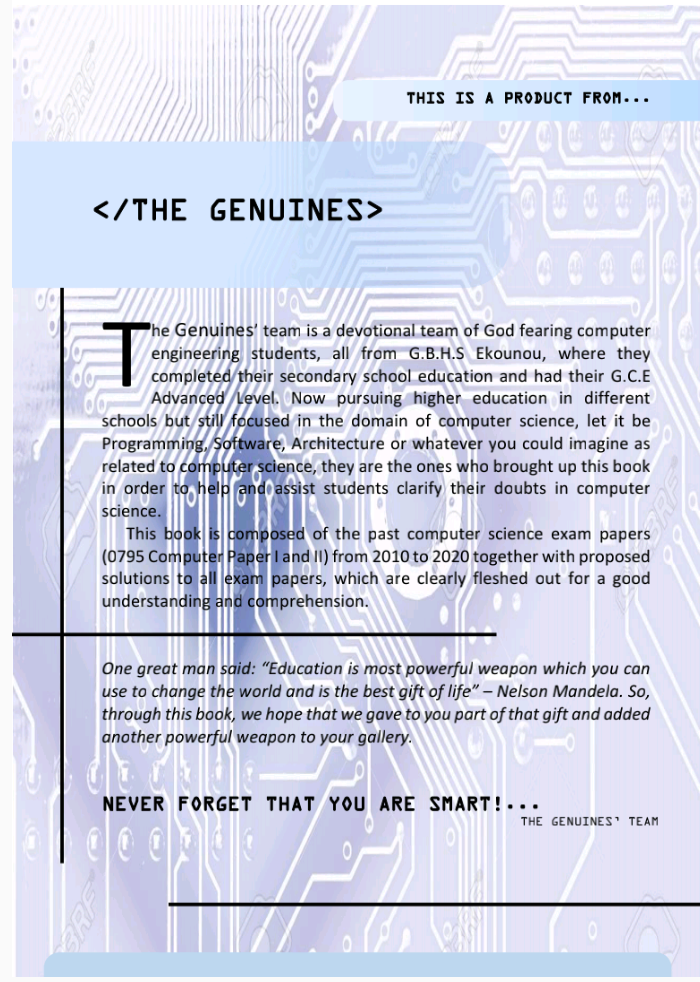 THIS IS A PRODUCT FROM...
</THE GENUINES>
The Genuines' team is a devotional team of God fearing computer
engineering students, all from G.B.H.S Ekounou, where they
completed their secondary school education and had their G.C.E
Advanced Level. Now pursuing higher education in different
schools but still focused in the domain of computer science, let it be
Programming, Software, Architecture or whatever you could imagine as
related to computer science, they are the ones who brought up this book
in order to help and assist students clarify their doubts in computer
science.
This book is composed of the past computer science exam papers
(0795 Computer Paper I and II) from 2010 to 2020 together with proposed
solutions to all exam papers, which are clearly fleshed out for a good
understanding and comprehension.
One great man said: “Education is most powerful weapon which you can
use to change the world and is the best gift of life” – Nelson Mandela. So,
through this book, we hope that we gave to you part of that gift and added
another powerful weapon to your gallery.
NEVER FORGET THAT YOU ARE SMART!...
THE GENUINES' TEAM